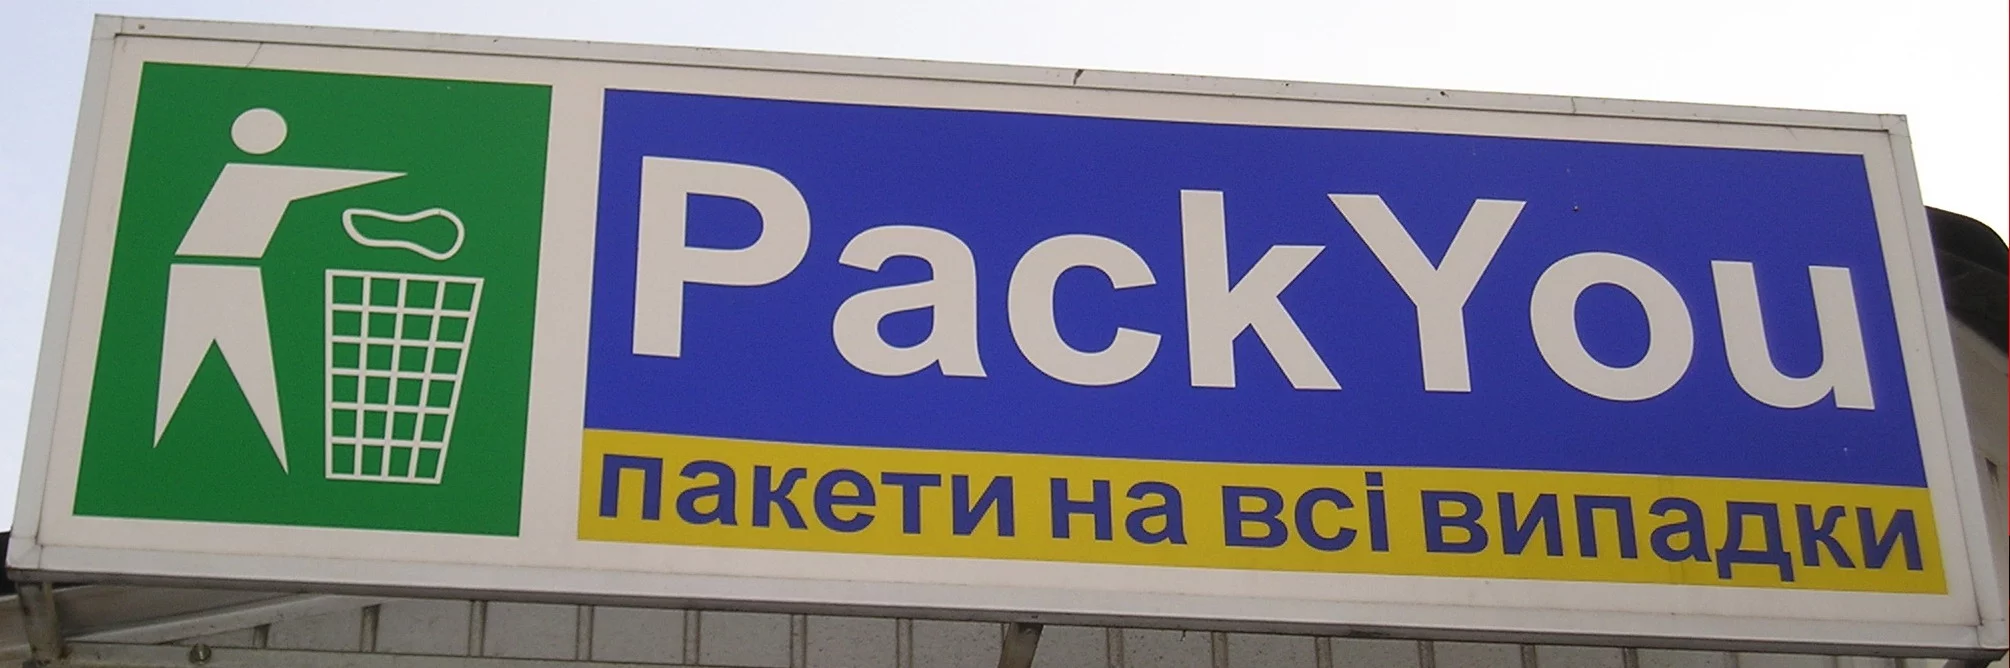 PackYou
пакети на всі випадки